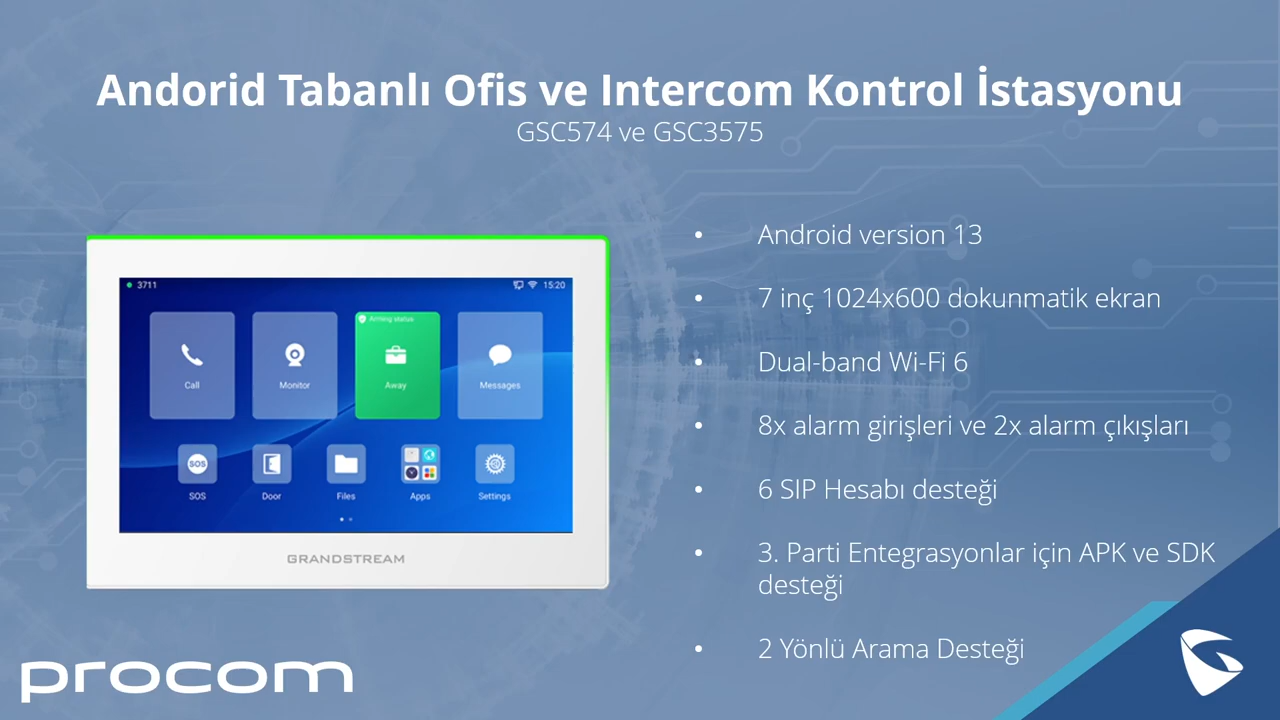 Andorid Tabanlı Ofis ve Intercom Kontrol İstasyonu
GSC574 ve GSC3575
• Android version 13
• 7 inç 1024x600 dokunmatik ekran
• Dual-band Wi-Fi 6
• 8x alarm girişleri ve 2x alarm çıkışları
• 6 SIP Hesabı desteği
• 3. Parti Entegrasyonlar için APK ve SDK
desteği
• 2 Yönlü Arama Desteği
3711 15:20
Arming status
Call Monitor Away Messages
SOS
SOS Door Files Apps Settings
GRANDSTREAM
procom